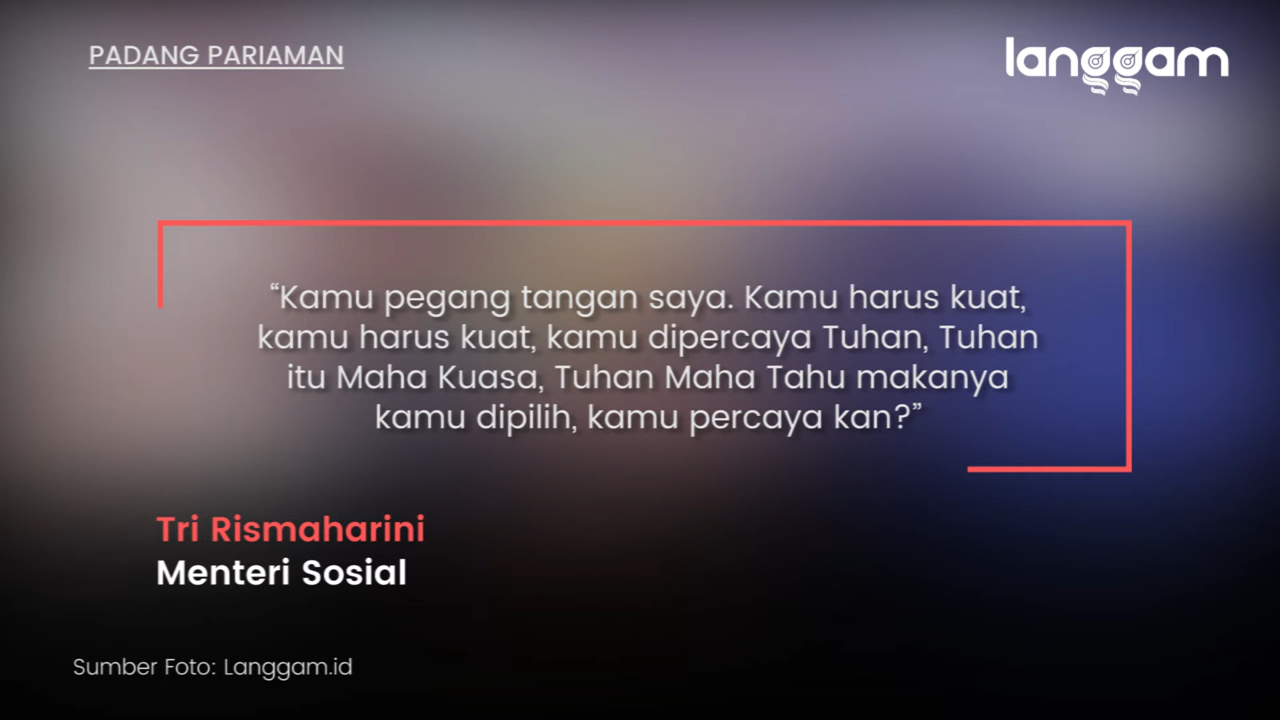 PADANG PARIAMAN
langgam
“Kamu pegang tangan saya. Kamu harus kuat,
kamu harus kuat, kamu dipercaya Tuhan, Tuhan
itu Maha Kuasa, Tuhan Maha Tahu makanya
kamu dipilih, kamu percaya kan?”
Tri Rismaharini
Menteri Sosial
Sumber Foto: Langgam.id